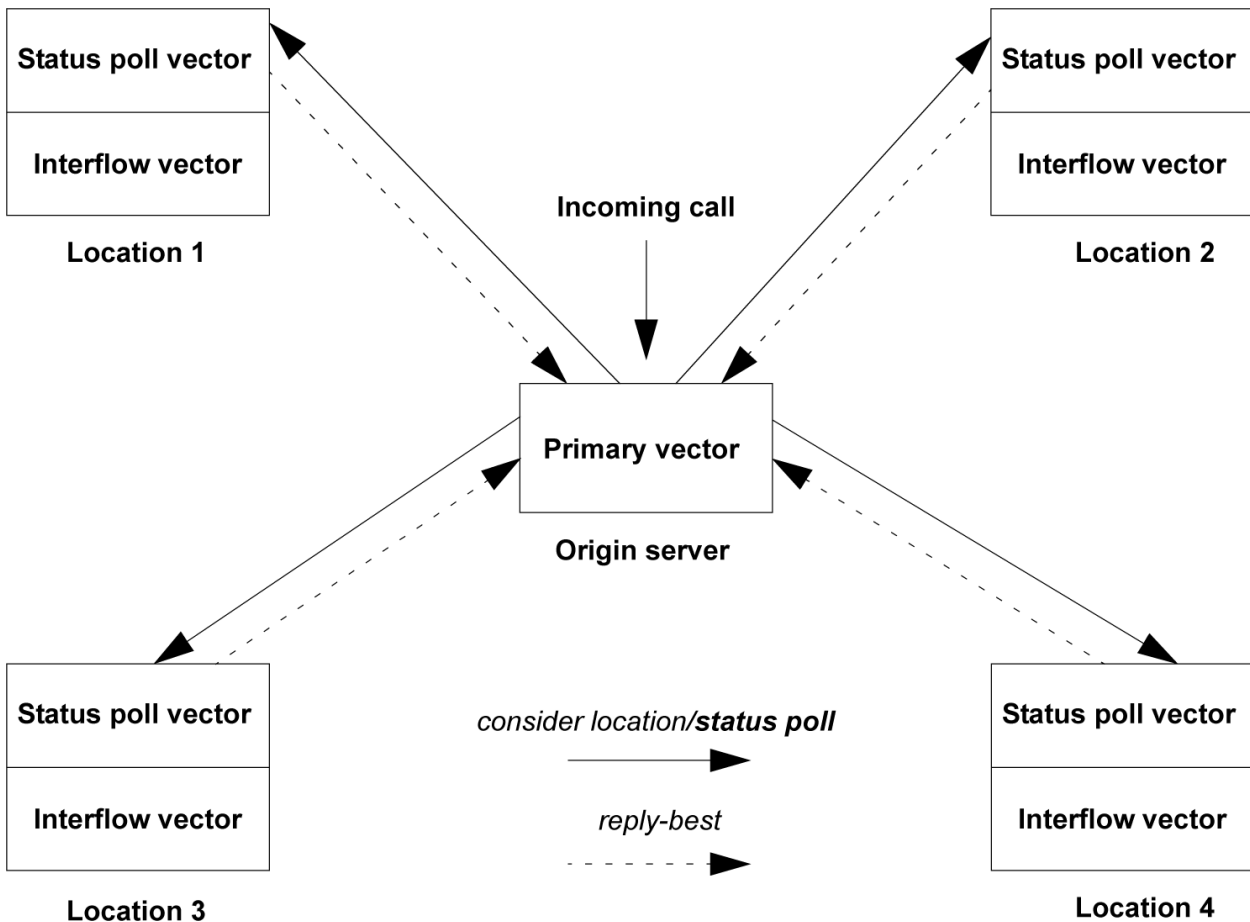 Status poll vector
Interflow vector
Location 1
Status poll vector
Interflow vector
Location 2
Incoming call
Primary vector
Origin server
Status poll vector
Interflow vector
Location 3
consider location/status poll
reply-best
Status poll vector
Interflow vector
Location 4